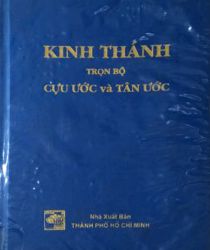 KINH THÁNH
TRỌN BỘ
CỰU ƯỚC và TÂN ƯỚC
Nhà Xuất Bản
THÀNH PHỐ HỒ CHÍ MINH